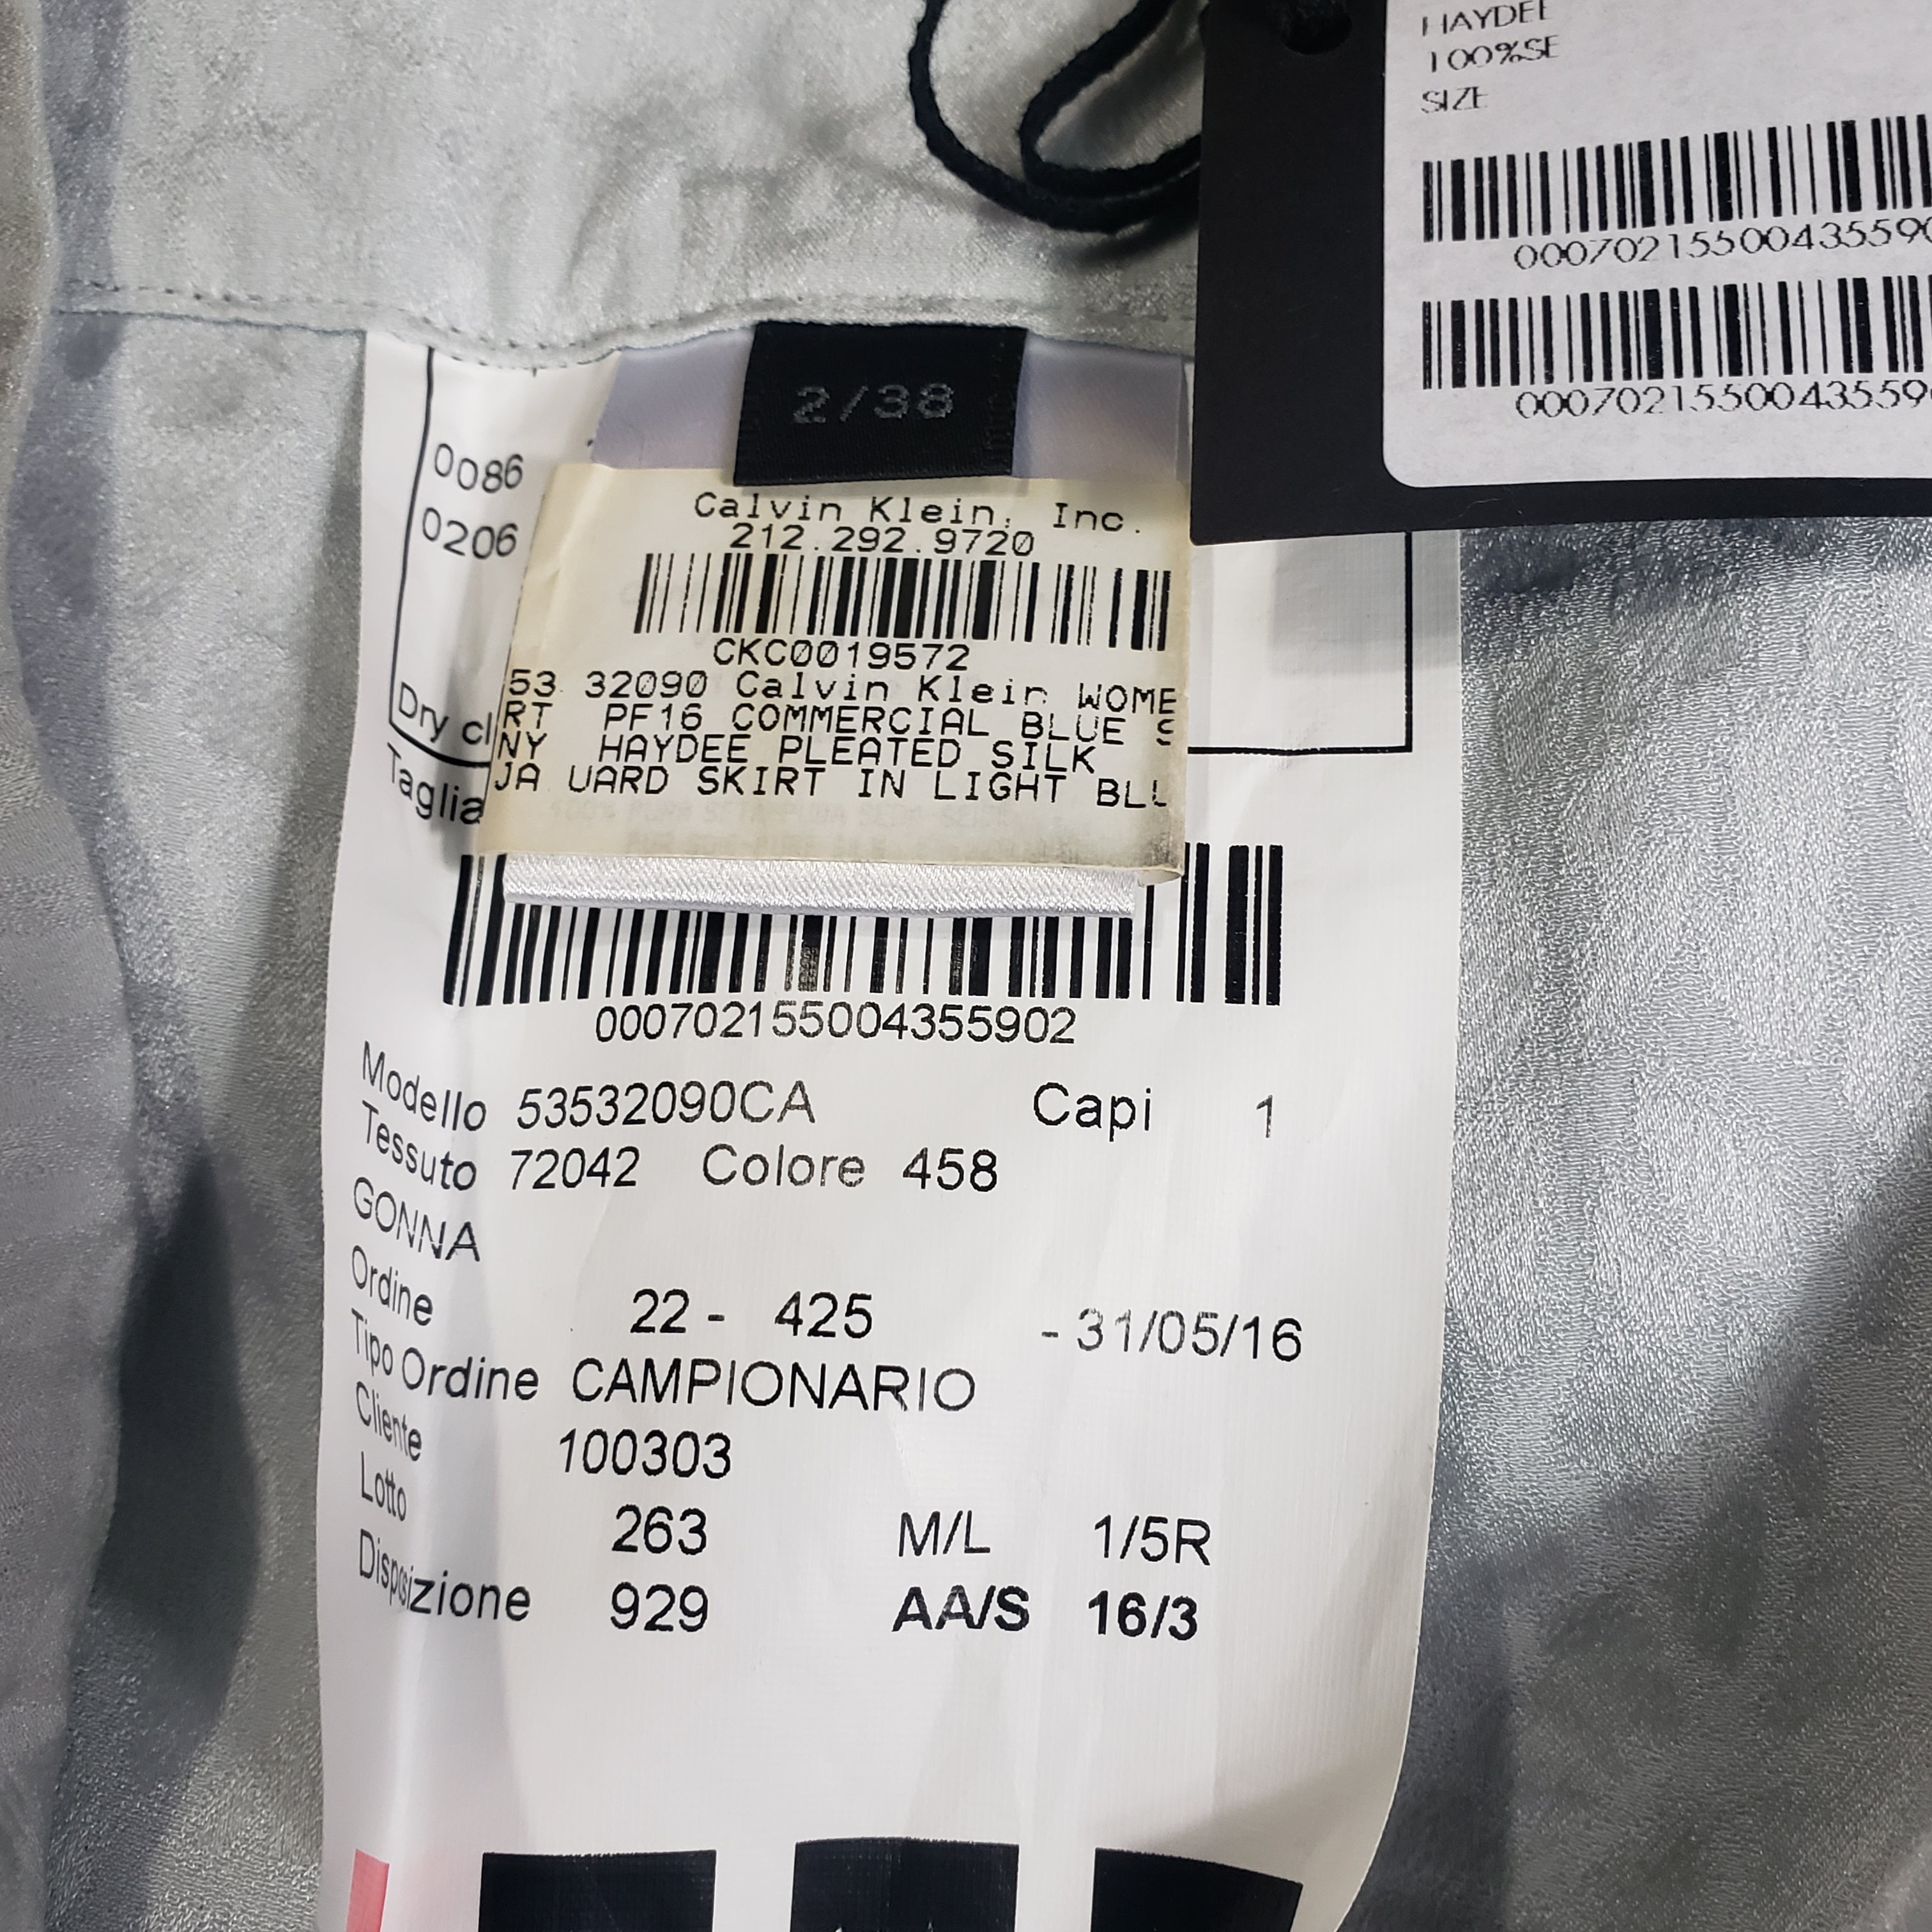 HAYDEE
100%SE
SIZE
00070215500435590
0007021550043559
2/38
0086
0206
Dry cl
Taglia
Calvin Klein, Inc.
212.292.9720
CKC0019572
53 32090 Calvin Klein WOME
RT PF16 COMMERCIAL BLUE S
NY HAYDEE PLEATED SILK
JA UARD SKIRT IN LIGHT BLU
000702155004355902
Modello 53532090CA Capi 1
Tessuto 72042 Colore 458
GONNA
Ordine 22 - 425 - 31/05/16
Tipo Ordine CAMPIONARIO
Cliente 100303
Lotto 263 M/L 1/5R
Disposizione 929 AA/S 16/3